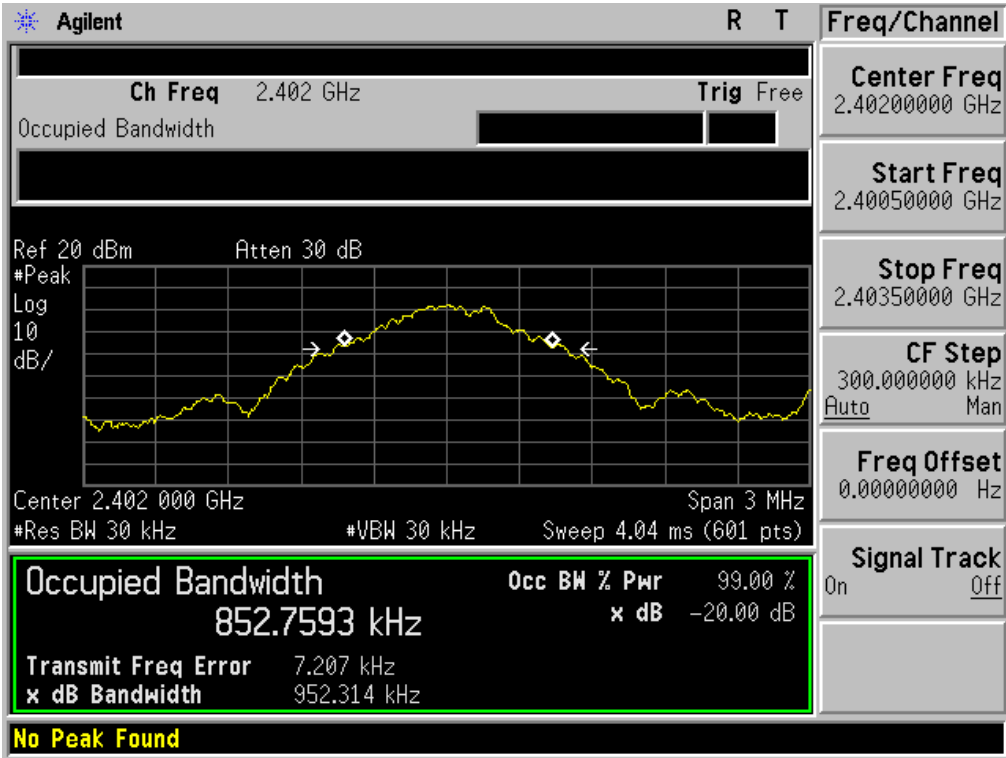 Agilent R T
Freq/Channel
Ch Freq 2.402 GHz Trig Free
Occupied Bandwidth
Center Freq
2.40200000 GHz
Start Freq
2.40050000 GHz
Stop Freq
2.40350000 GHz
CF Step
300.000000 kHz
Auto Man
Freq Offset
0.00000000 Hz
Signal Track
On Off
Ref 20 dBm Atten 30 dB
#Peak
Log
10
dB/
Center 2.402 000 GHz Span 3 MHz
#Res BW 30 kHz #VBW 30 kHz Sweep 4.04 ms (601 pts)
Occupied Bandwidth
852.7593 kHz
Occ BW % Pwr 99.00 %
x dB -20.00 dB
Transmit Freq Error 7.207 kHz
x dB Bandwidth 952.314 kHz
No Peak Found